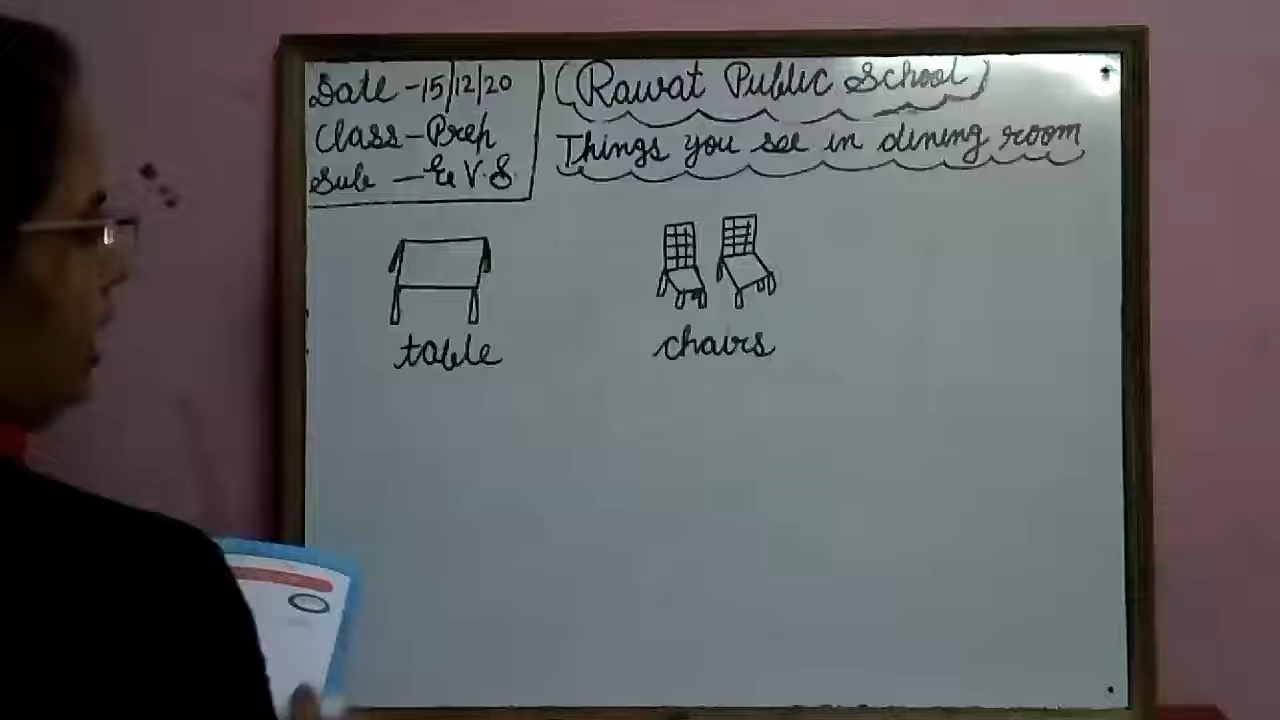 Date - 15/12/20
Class - Prep
Sub - E.V.S
(Rawat Public School)
Things you see in dining room
table
chairs